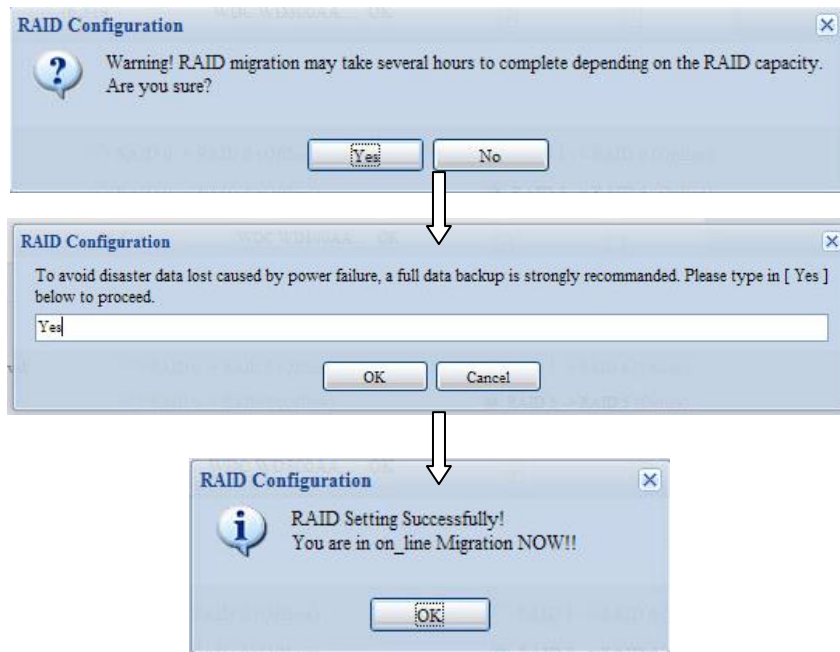 RAID Configuration
Warning! RAID migration may take several hours to complete depending on the RAID capacity.
Are you sure?
Yes
No
RAID Configuration
To avoid disaster data lost caused by power failure, a full data backup is strongly recommanded. Please type in [ Yes ]
below to proceed.
Yes
OK
Cancel
RAID Configuration
RAID Setting Successfully!
You are in on_line Migration NOW!!
OK